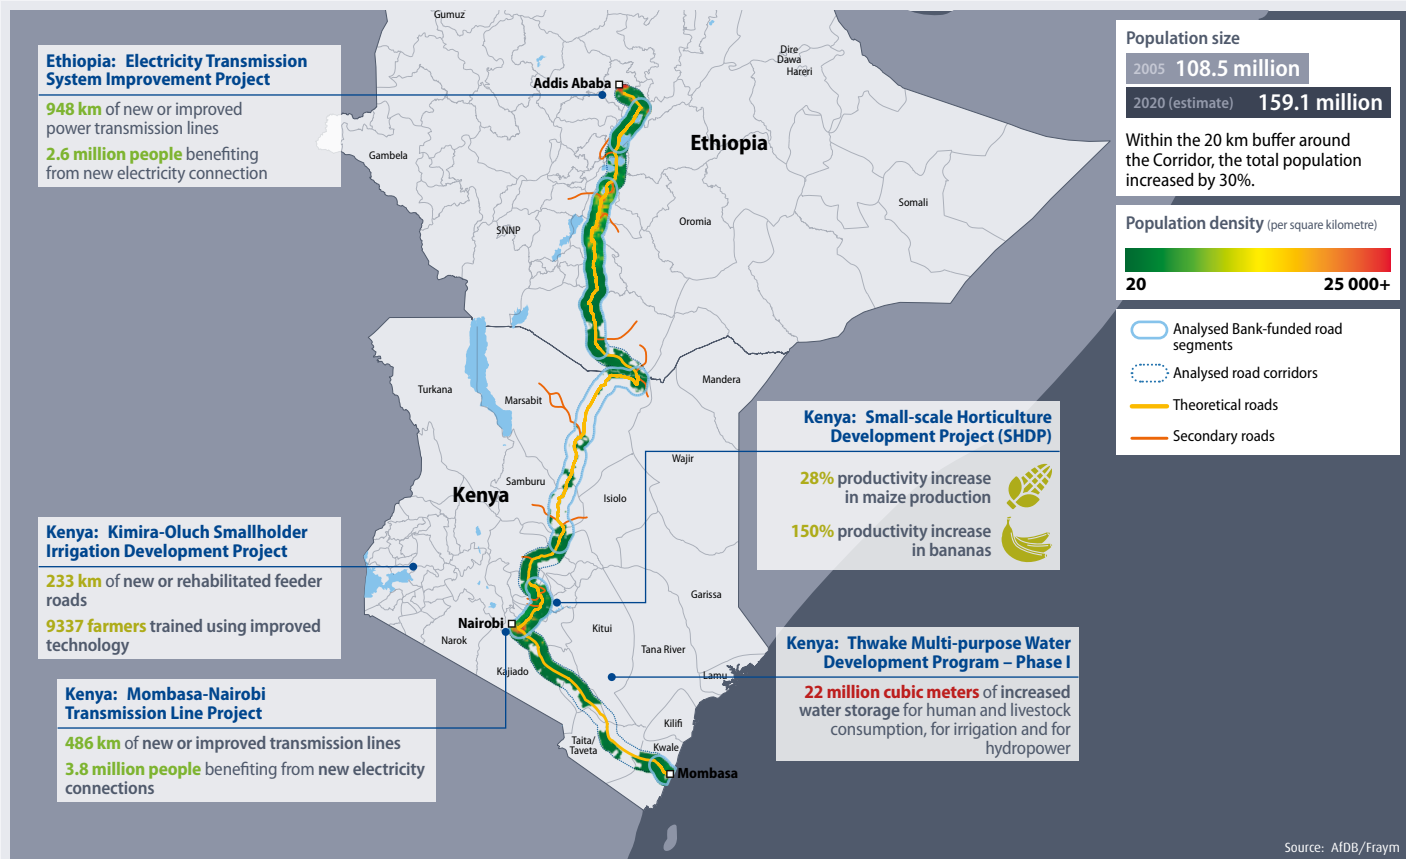 Gumuz
Dire
Dawa
Hareri
Addis Ababa
Ethiopia
Gambela
Somali
Oromia
SNNP
Ethiopia: Electricity Transmission
System Improvement Project
948 km of new or improved
power transmission lines
2.6 million people benefiting
from new electricity connection
Population size
2005 108.5 million
2020 (estimate) 159.1 million
Within the 20 km buffer around
the Corridor, the total population
increased by 30%.
Population density (per square kilometre)
20 25 000+
Analysed Bank-funded road
segments
Analysed road corridors
Theoretical roads
Secondary roads
Turkana
Marsabit
Mandera
Wajir
Samburu
Kenya
Isiolo
Kenya: Small-scale Horticulture
Development Project (SHDP)
28% productivity increase
in maize production
150% productivity increase
in bananas
Kenya: Kimira-Oluch Smallholder
Irrigation Development Project
233 km of new or rehabilitated feeder
roads
9337 farmers trained using improved
technology
Garissa
Nairobi
Narok
Kitui
Tana River
Kajiado
Lamu
Kilifi
Taita/
Taveta
Kwale
Mombasa
Kenya: Thwake Multi-purpose Water
Development Program – Phase I
22 million cubic meters of increased
water storage for human and livestock
consumption, for irrigation and for
hydropower
Kenya: Mombasa-Nairobi
Transmission Line Project
486 km of new or improved transmission lines
3.8 million people benefiting from new electricity
connections
Source: AfDB/Fraym